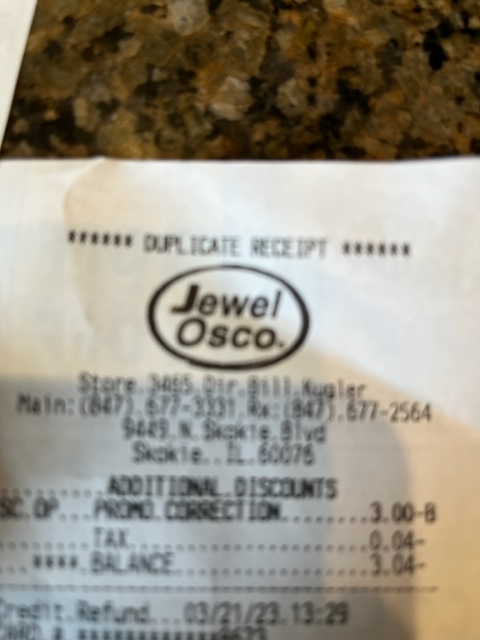 ****** DUPLICATE RECEIPT ******
Jewel
Osco.
Store.3465.Dir.Bill.Kugler
Main:(847).677-3331.Rx:(847).677-2564
9449.N.Skokie.Blvd
Skokie..IL.60076
.........ADDITIONAL.DISCOUNTS
SC.OP...PROMO.CORRECTION.........3.00-B
TAX..........................0.04-
****.BALANCE.........................3.04-
Credit.Refund...03/21/23.13:29